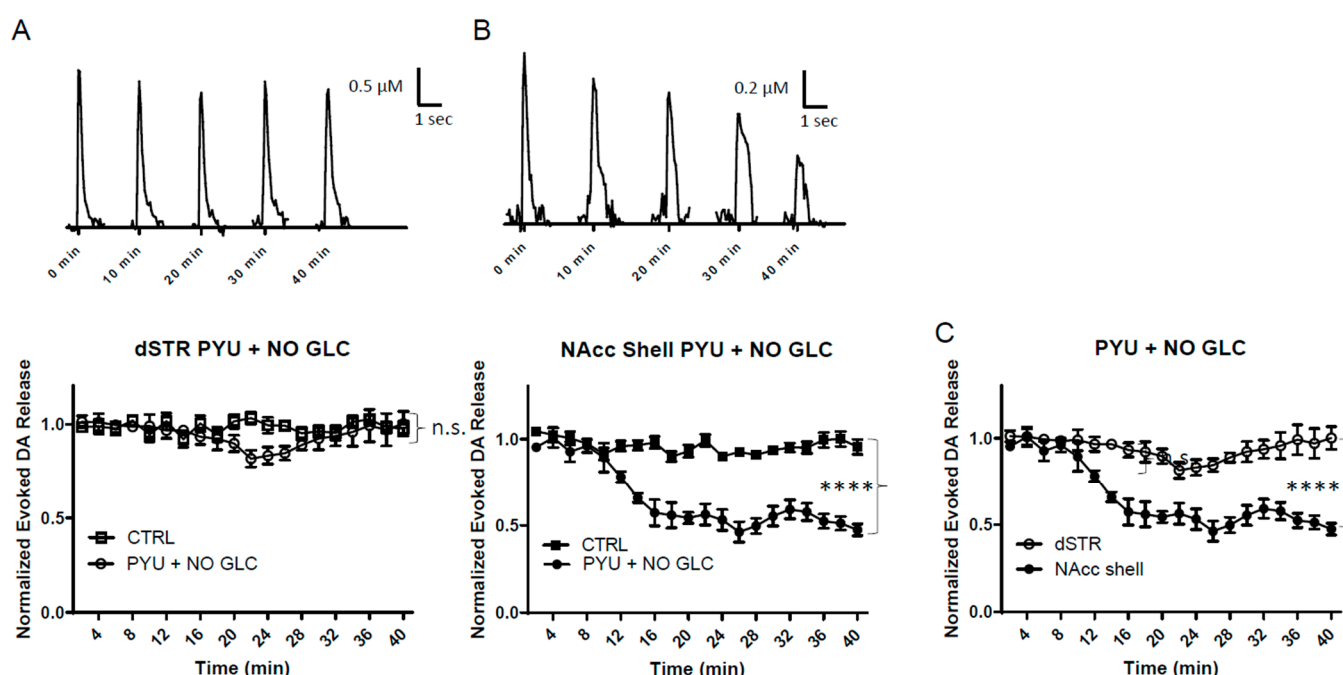 A
0.5 µM
1 sec
0 min
10 min
20 min
30 min
40 min
B
0.2 µM
1 sec
0 min
10 min
20 min
30 min
40 min
dSTR PYU + NO GLC
Normalized Evoked DA Release
1.0
0.5
0.0
n.s.
CTRL
PYU + NO GLC
4 8 12 16 20 24 28 32 36 40
Time (min)
NAcc Shell PYU + NO GLC
Normalized Evoked DA Release
1.0
0.5
0.0
****
CTRL
PYU + NO GLC
4 8 12 16 20 24 28 32 36 40
Time (min)
C
PYU + NO GLC
Normalized Evoked DA Release
1.0
0.5
0.0
****
dSTR
NAcc shell
4 8 12 16 20 24 28 32 36 40
Time (min)